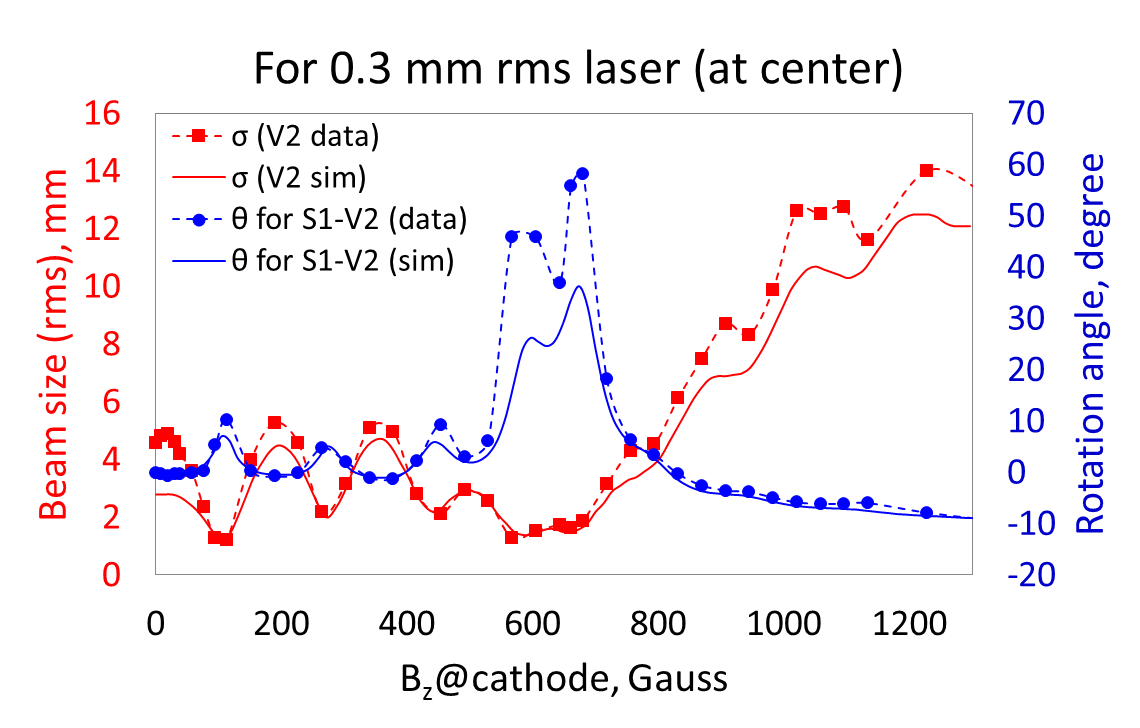 For 0.3 mm rms laser (at center)
16
14
12
10
8
6
4
2
0
Beam size (rms), mm
σ (V2 data)
σ (V2 sim)
θ for S1-V2 (data)
θ for S1-V2 (sim)
70
60
50
40
30
20
10
0
-10
-20
Rotation angle, degree
0 200 400 600 800 1000 1200
Bz@cathode, Gauss